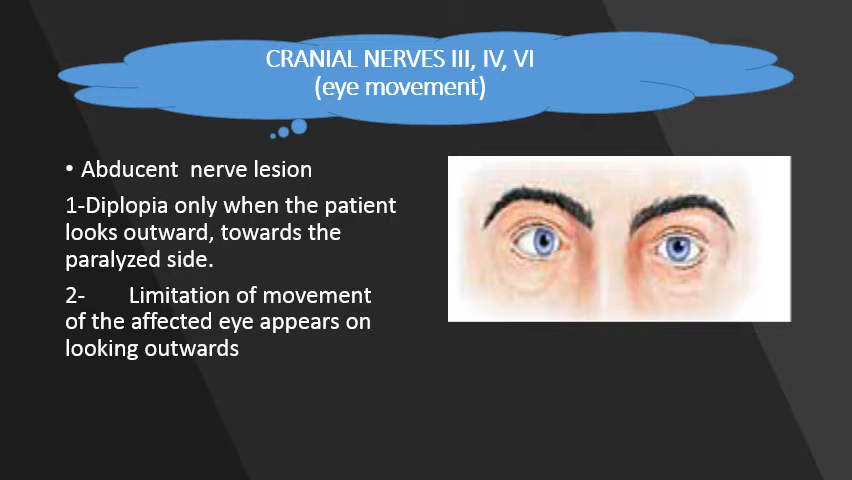 CRANIAL NERVES III, IV, VI
(eye movement)
• Abducent nerve lesion
1-Diplopia only when the patient
looks outward, towards the
paralyzed side.
2- Limitation of movement
of the affected eye appears on
looking outwards